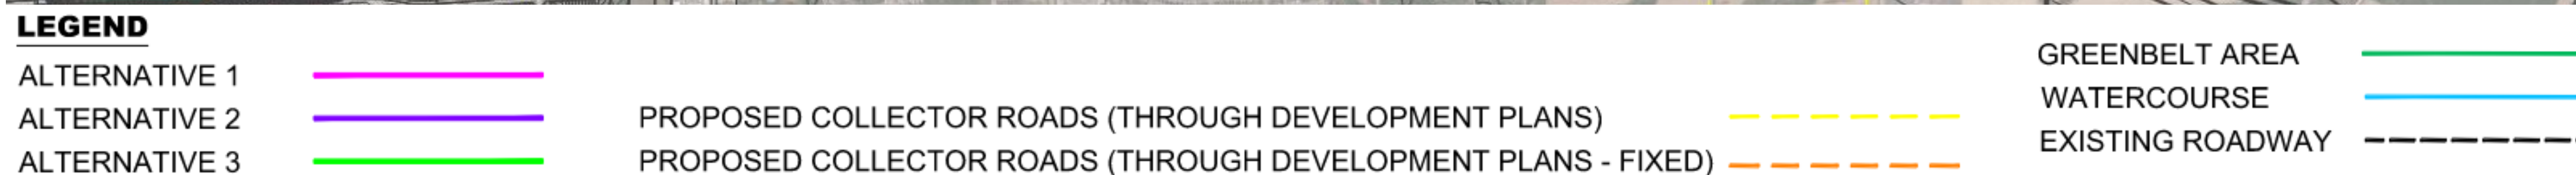 LEGEND
ALTERNATIVE 1
ALTERNATIVE 2
ALTERNATIVE 3
PROPOSED COLLECTOR ROADS (THROUGH DEVELOPMENT PLANS)
PROPOSED COLLECTOR ROADS (THROUGH DEVELOPMENT PLANS - FIXED)
GREENBELT AREA
WATERCOURSE
EXISTING ROADWAY